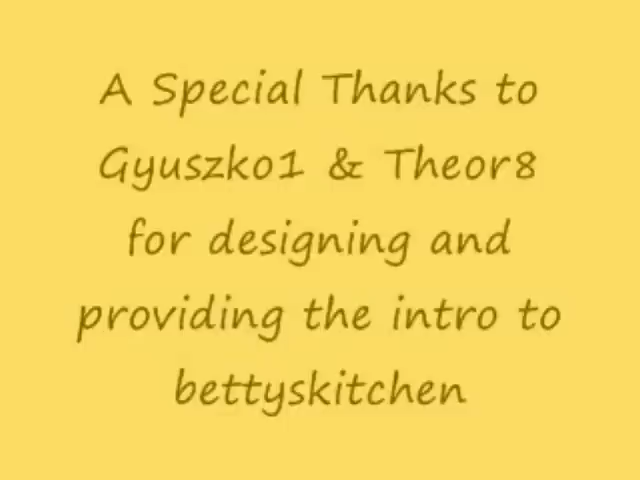 A Special Thanks to
Gyuszko1 & Theor8
for designing and
providing the intro to
bettyskitchen